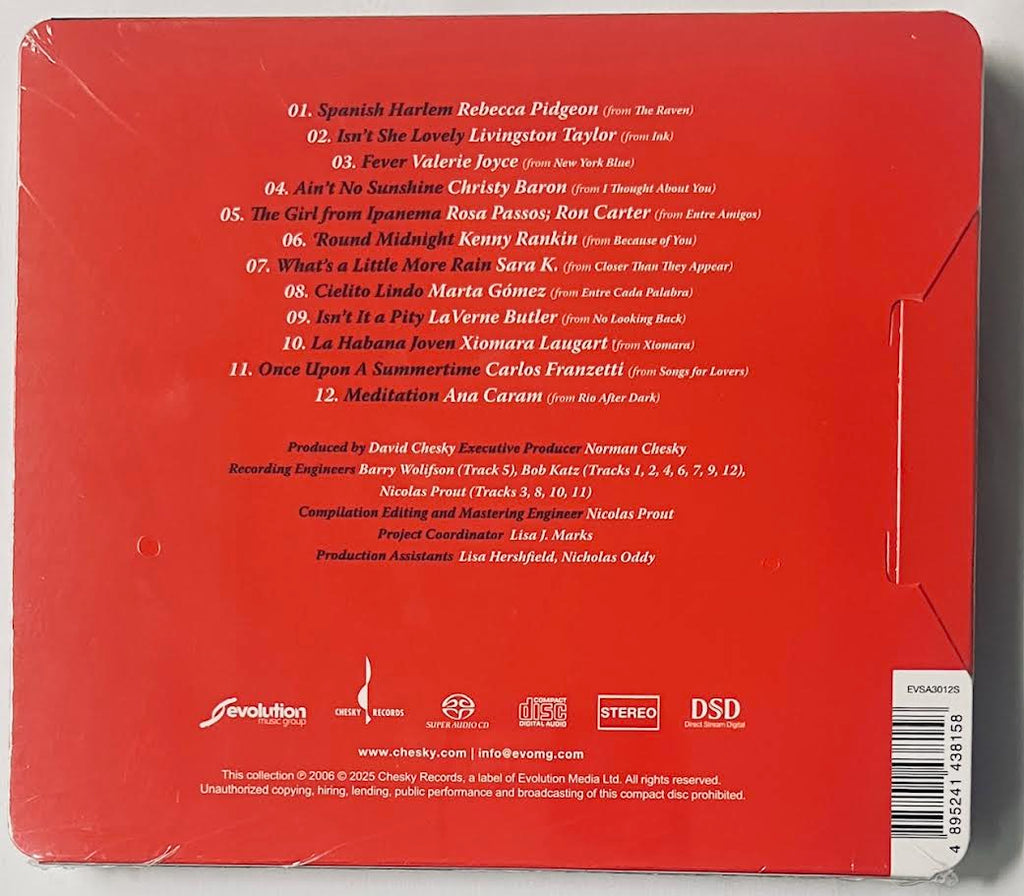 01. Spanish Harlem Rebecca Pidgeon (from The Raven)
02. Isn't She Lovely Livingston Taylor (from Ink)
03. Fever Valerie Joyce (from New York Blue)
04. Ain't No Sunshine Christy Baron (from I Thought About You)
05. The Girl from Ipanema Rosa Passos; Ron Carter (from Entre Amigos)
06. 'Round Midnight Kenny Rankin (from Because of You)
07. What's a Little More Rain Sara K. (from Closer Than They Appear)
08. Cielito Lindo Marta Gómez (from Entre Cada Palabra)
09. Isn't It a Pity LaVerne Butler (from No Looking Back)
10. La Habana Joven Xiomara Laugart (from Xiomara)
11. Once Upon A Summertime Carlos Franzetti (from Songs for Lovers)
12. Meditation Ana Caram (from Rio After Dark)
Produced by David Chesky Executive Producer Norman Chesky
Recording Engineers Barry Wolifson (Track 5), Bob Katz (Tracks 1, 2, 4, 6, 7, 9, 12),
Nicolas Prout (Tracks 3, 8, 10, 11)
Compilation Editing and Mastering Engineer Nicolas Prout
Project Coordinator Lisa J. Marks
Production Assistants Lisa Hershfield, Nicholas Oddy
evolution
music group
CHESKY RECORDS
SUPER AUDIO CD
COMPACT
disc
DIGITAL AUDIO
STEREO
DSD
Direct Stream Digital
www.chesky.com | info@evomg.com
This collection ℗ 2006 © 2025 Chesky Records, a label of Evolution Media Ltd. All rights reserved.
Unauthorized copying, hiring, lending, public performance and broadcasting of this compact disc prohibited.
EVSA3012S
4 895241 438158